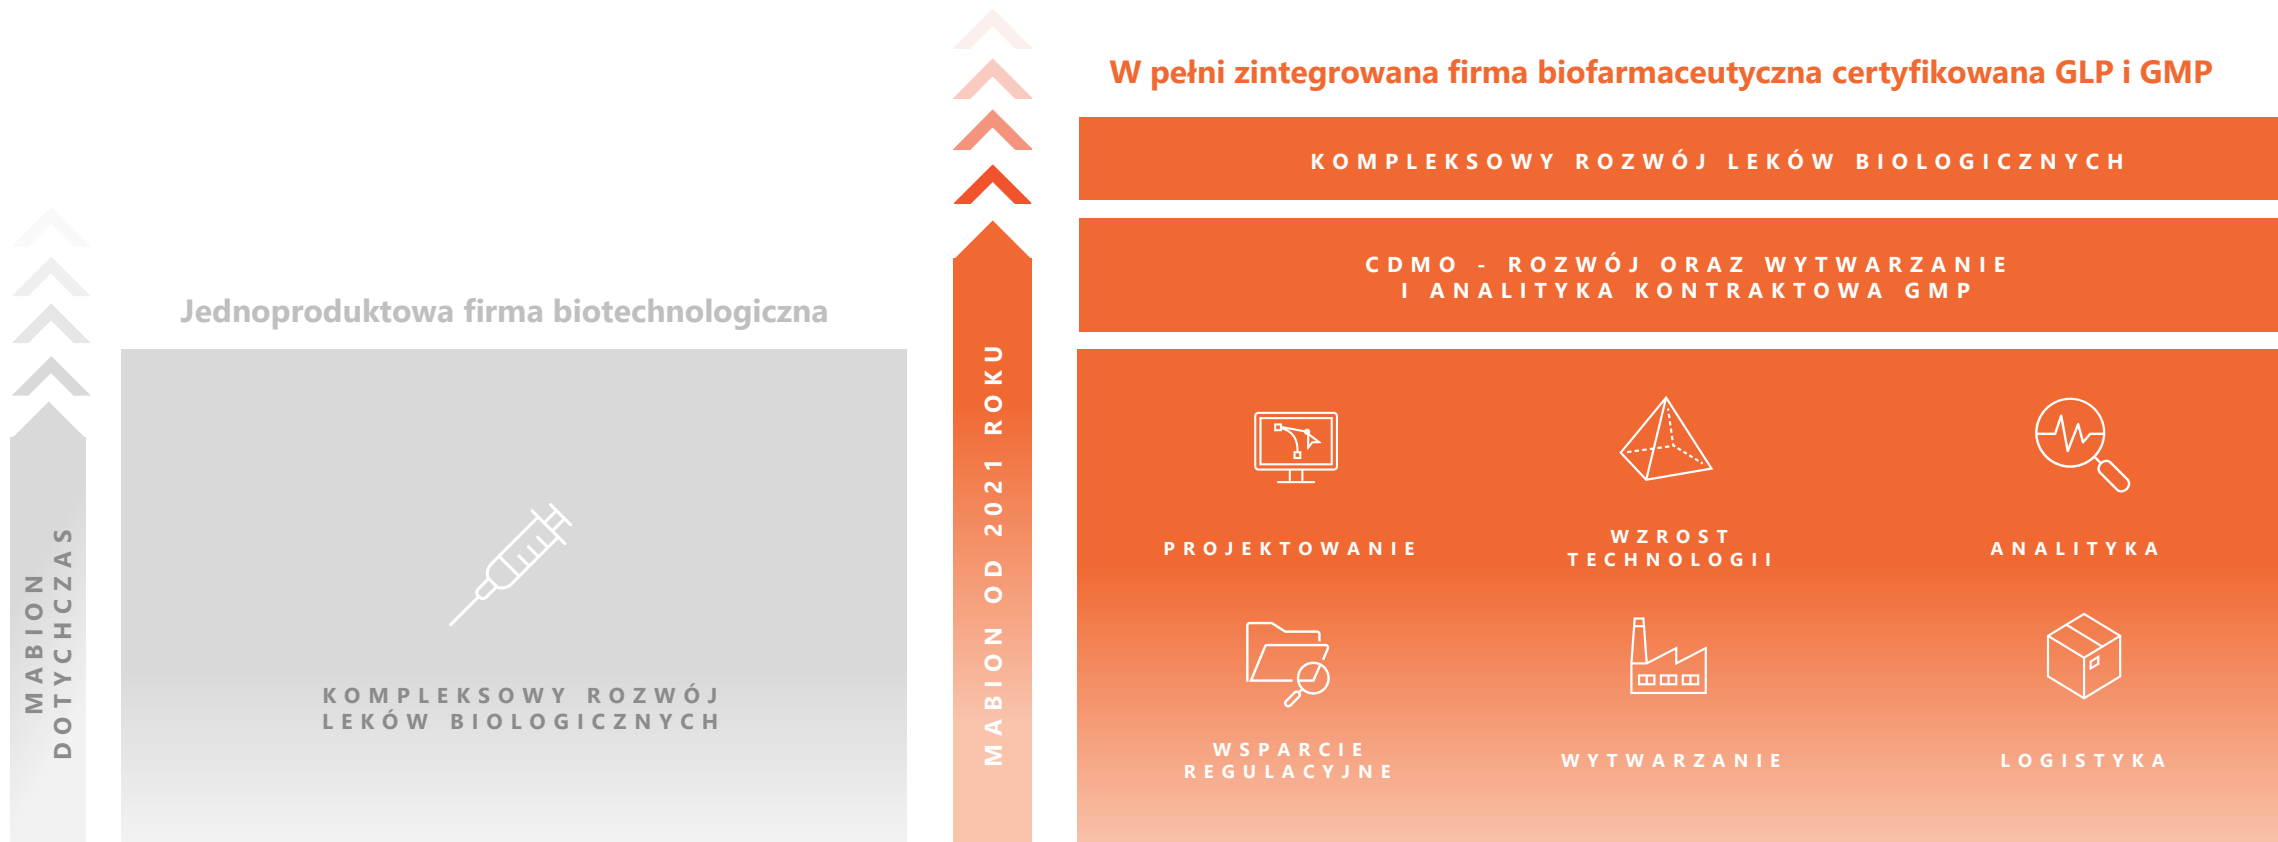 MABION
DOTYCHCZAS
Jednoproduktowa firma biotechnologiczna
KOMPLEKSOWY ROZWÓJ
LEKÓW BIOLOGICZNYCH
MABION OD 2021 ROKU
W pełni zintegrowana firma biofarmaceutyczna certyfikowana GLP i GMP
KOMPLEKSOWY ROZWÓJ LEKÓW BIOLOGICZNYCH
CDMO - ROZWÓJ ORAZ WYTWARZANIE
I ANALITYKA KONTRAKTOWA GMP
PROJEKTOWANIE
WZROST
TECHNOLOGII
ANALITYKA
WSPARCIE
REGULACYJNE
WYTWARZANIE
LOGISTYKA